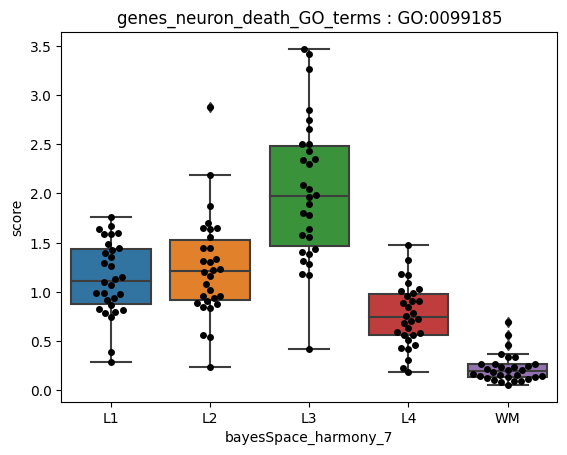 genes_neuron_death_GO_terms : GO:0099185
score
3.5
3.0
2.5
2.0
1.5
1.0
0.5
0.0
L1 L2 L3 L4 WM
bayesSpace_harmony_7